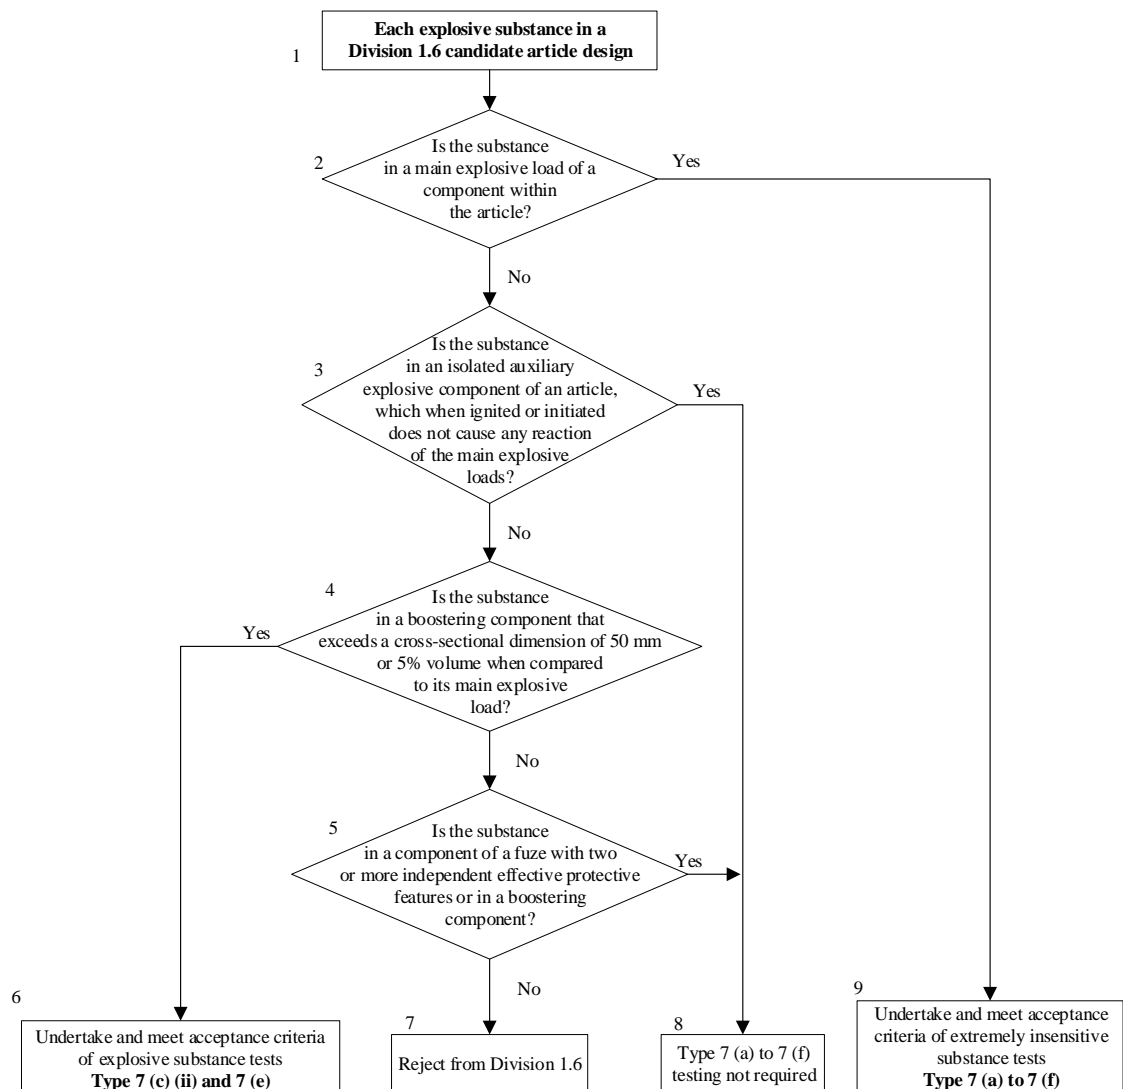 Each explosive substance in a
Division 1.6 candidate article design
1
Is the substance
in a main explosive load of a
component within
the article?
2
Yes
No
Is the substance
in an isolated auxiliary
explosive component of an article,
which when ignited or initiated
does not cause any reaction
of the main explosive
loads?
3
Yes
No
Is the substance
in a boostering component that
exceeds a cross-sectional dimension of 50 mm
or 5% volume when compared
to its main explosive
load?
4
Yes
No
Is the substance
in a component of a fuze with two
or more independent effective protective
features or in a boostering
component?
5
Yes
No
6
Undertake and meet acceptance criteria
of explosive substance tests
Type 7 (c) (ii) and 7 (e)
7
Reject from Division 1.6
8
Type 7 (a) to 7 (f)
testing not required
9
Undertake and meet acceptance
criteria of extremely insensitive
substance tests
Type 7 (a) to 7 (f)